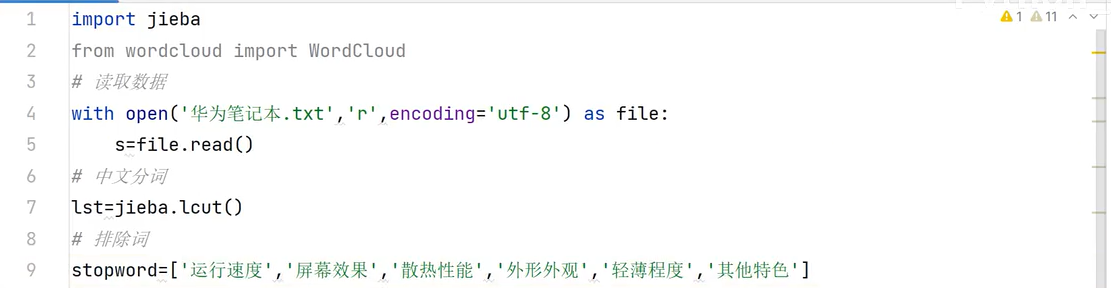 1 import jieba
2 from wordcloud import WordCloud
3 # 读取数据
4 with open('华为笔记本.txt','r',encoding='utf-8') as file:
5     s=file.read()
6 # 中文分词
7 lst=jieba.lcut()
8 # 排除词
9 stopword=['运行速度','屏幕效果','散热性能','外形外观','轻薄程度','其他特色']
1 11